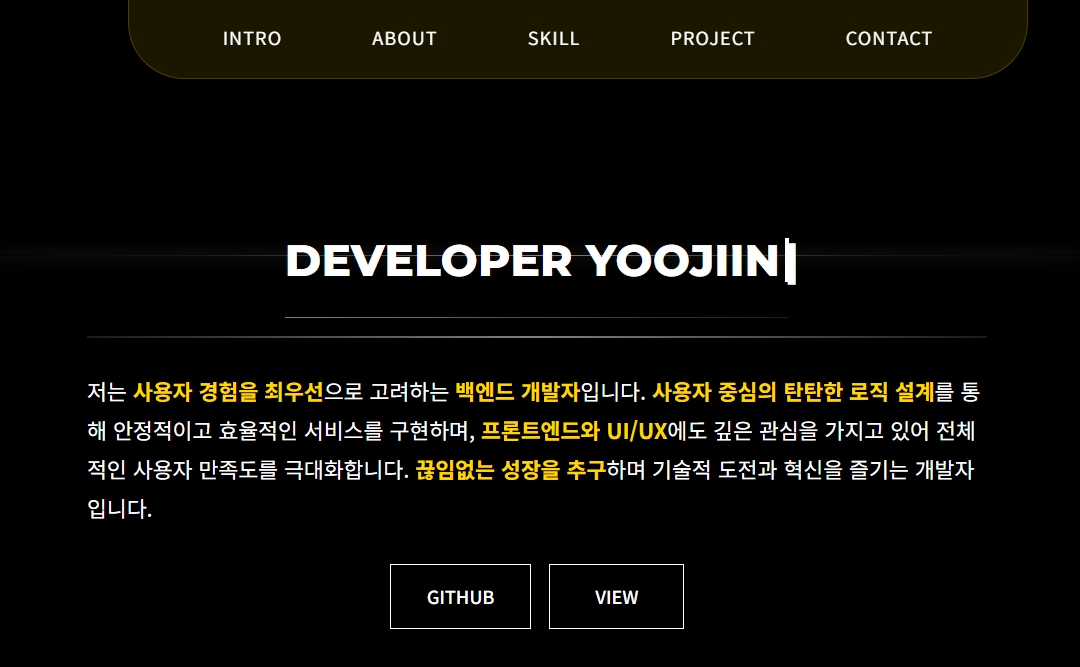 INTRO ABOUT SKILL PROJECT CONTACT
DEVELOPER YOOJIIN
저는 사용자 경험을 최우선으로 고려하는 백엔드 개발자입니다. 사용자 중심의 탄탄한 로직 설계를 통
해 안정적이고 효율적인 서비스를 구현하며, 프론트엔드와 UI/UX에도 깊은 관심을 가지고 있어 전체
적인 사용자 만족도를 극대화합니다. 끊임없는 성장을 추구하며 기술적 도전과 혁신을 즐기는 개발자
입니다.
GITHUB VIEW